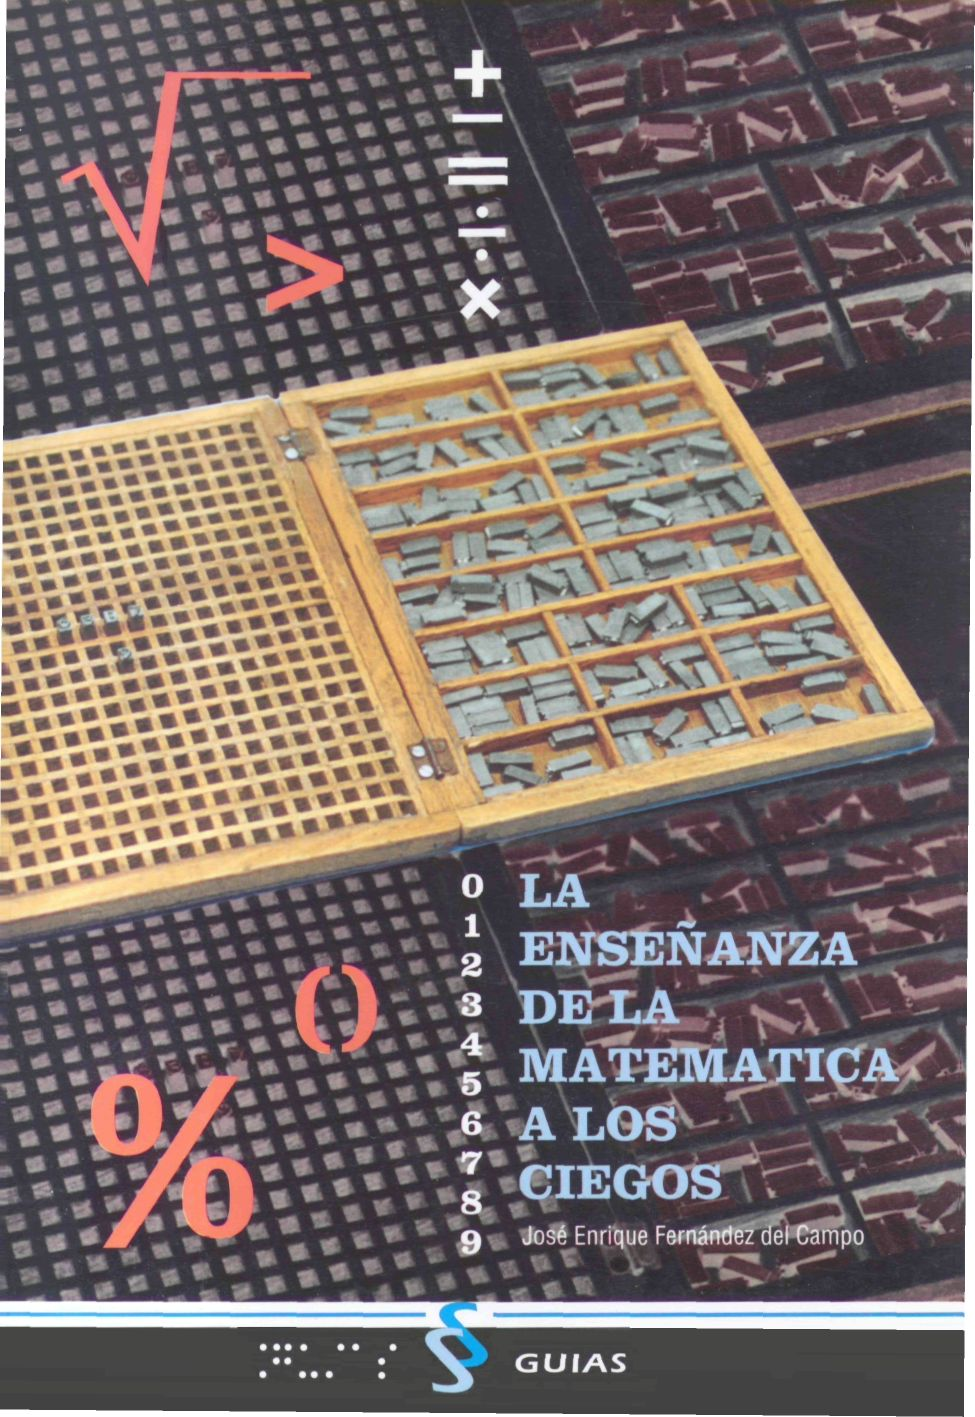 √
>
+
−
=
÷
×
0
1
2
3
4
5
6
7
8
9
()
%
LA
ENSEÑANZA
DE LA
MATEMATICA
A LOS
CIEGOS
José Enrique Fernández del Campo
GUIAS